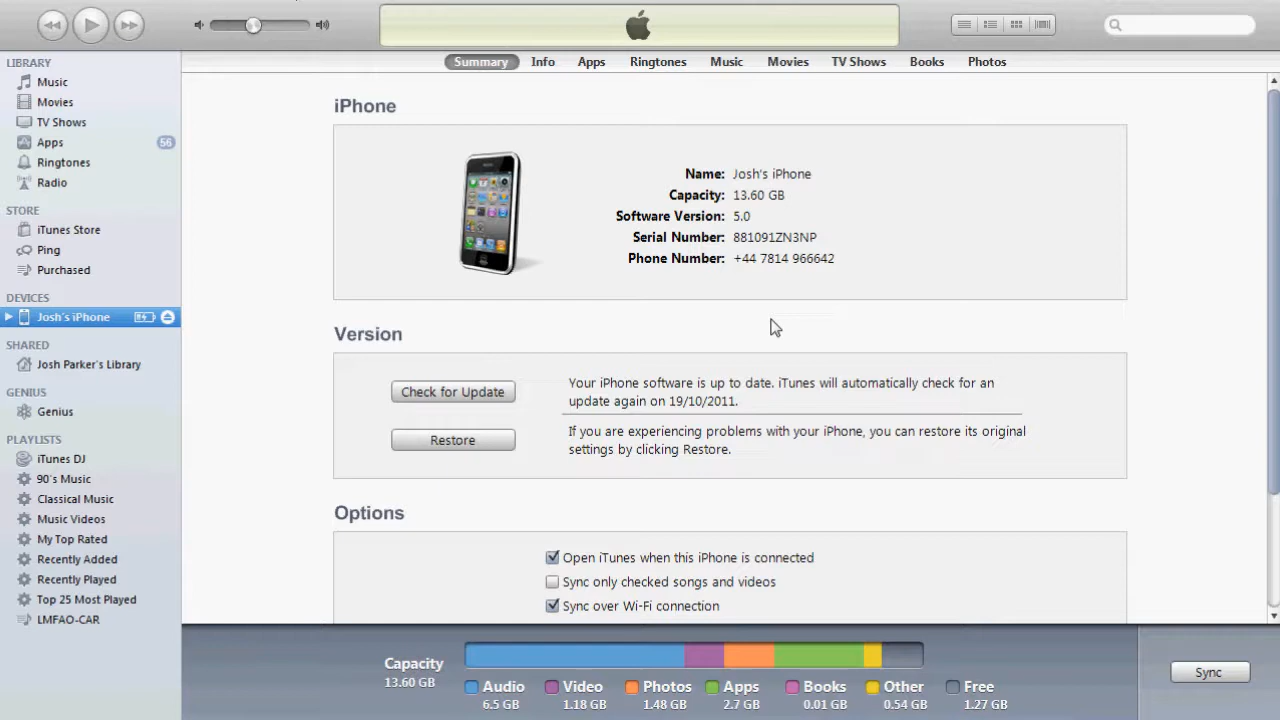 Summary Info Apps Ringtones Music Movies TV Shows Books Photos
LIBRARY
Music
Movies
TV Shows
Apps 56
Ringtones
Radio
STORE
iTunes Store
Ping
Purchased
DEVICES
Josh's iPhone
SHARED
Josh Parker's Library
GENIUS
Genius
PLAYLISTS
iTunes DJ
90's Music
Classical Music
Music Videos
My Top Rated
Recently Added
Recently Played
Top 25 Most Played
LMFAO-CAR
iPhone
Name: Josh's iPhone
Capacity: 13.60 GB
Software Version: 5.0
Serial Number: 881091ZN3NP
Phone Number: +44 7814 966642
Version
Check for Update
Your iPhone software is up to date. iTunes will automatically check for an
update again on 19/10/2011.
Restore
If you are experiencing problems with your iPhone, you can restore its original
settings by clicking Restore.
Options
Open iTunes when this iPhone is connected
Sync only checked songs and videos
Sync over Wi-Fi connection
Capacity
13.60 GB
Audio Video Photos Apps Books Other Free
6.5 GB 1.18 GB 1.48 GB 2.7 GB 0.01 GB 0.54 GB 1.27 GB
Sync